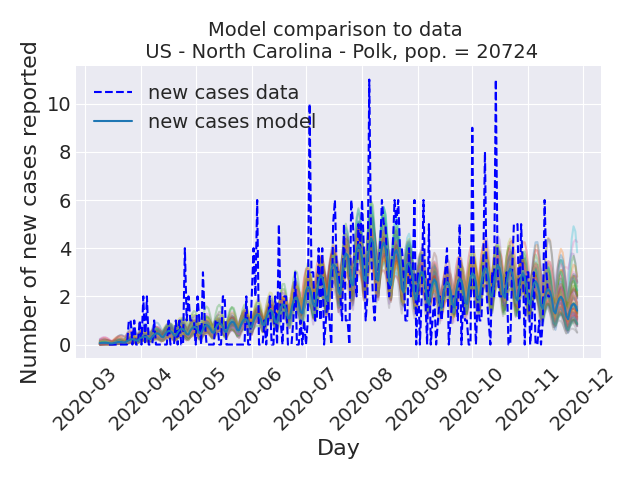 Model comparison to data
US - North Carolina - Polk, pop. = 20724
Number of new cases reported
10
8
6
4
2
0
new cases data
new cases model
2020-03
2020-04
2020-05
2020-06
2020-07
2020-08
2020-09
2020-10
2020-11
2020-12
Day